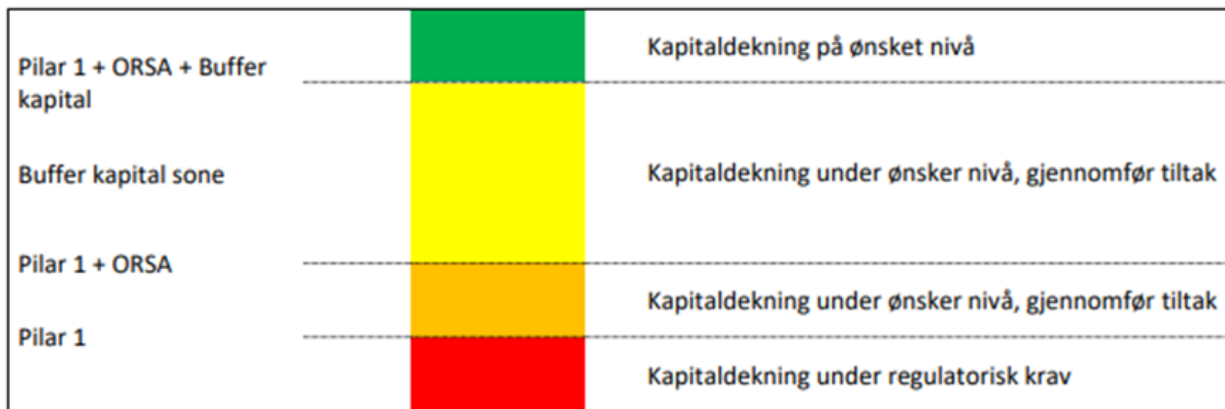 Kapitaldekning på ønsket nivå
Pilar 1 + ORSA + Buffer
kapital
Buffer kapital sone
Kapitaldekning under ønsker nivå, gjennomfør tiltak
Pilar 1 + ORSA
Kapitaldekning under ønsker nivå, gjennomfør tiltak
Pilar 1
Kapitaldekning under regulatorisk krav